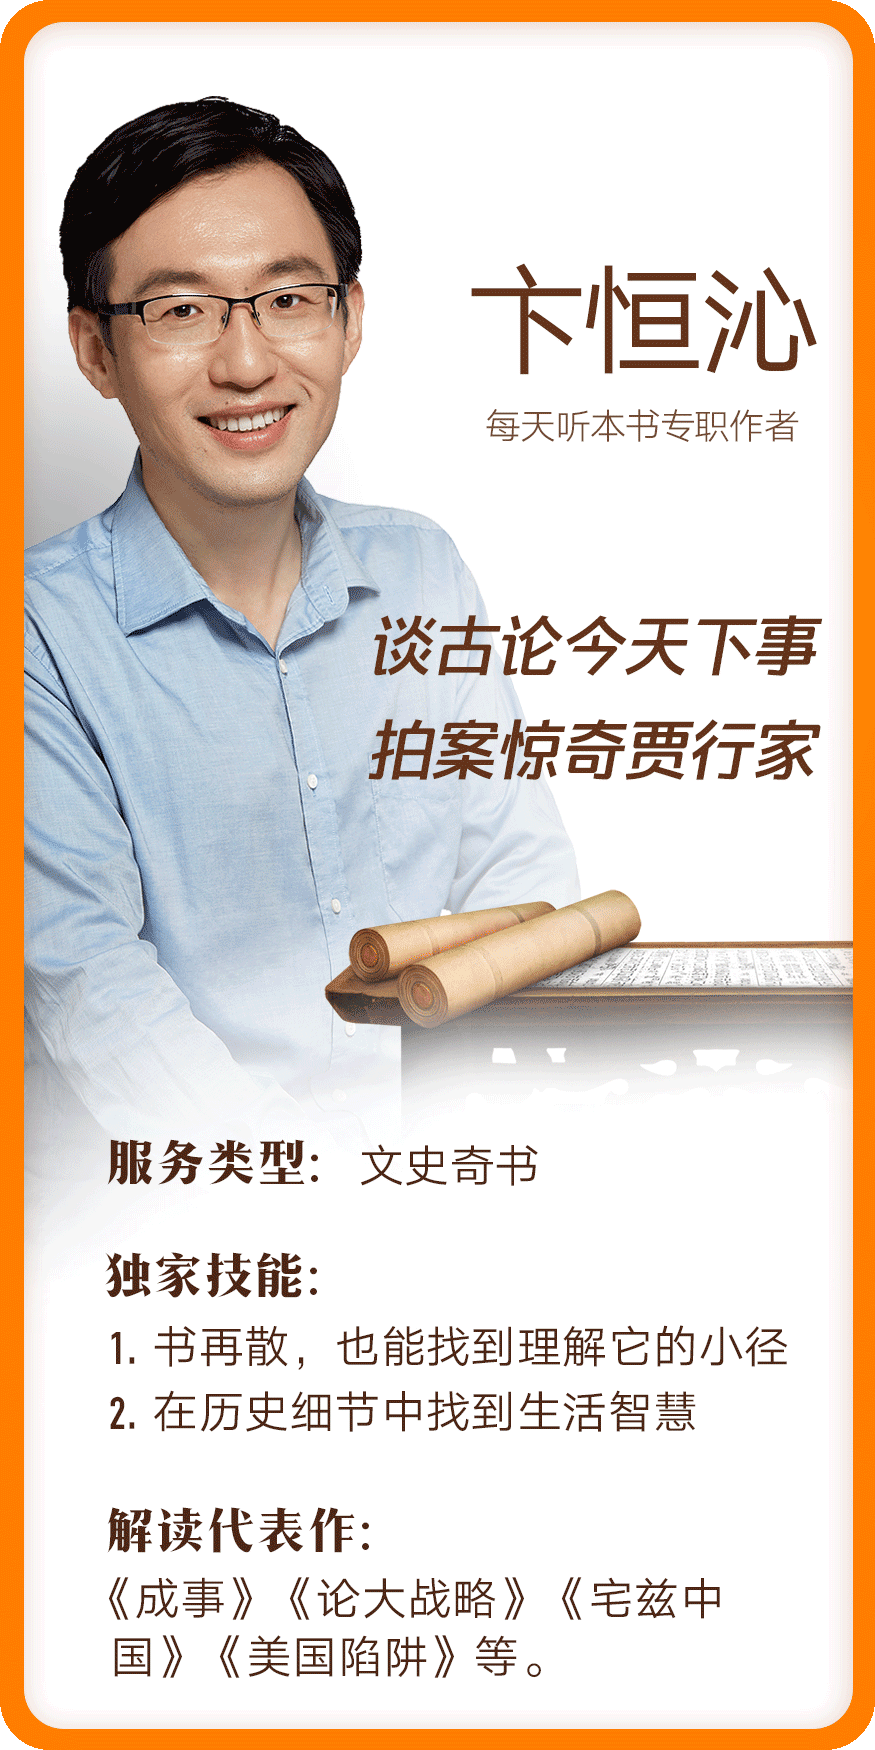 卞恒沁
每天听本书专职作者
谈古论今天下事
拍案惊奇贾行家
服务类型： 文史奇书
独家技能：
1. 书再散，也能找到理解它的小径
2. 在历史细节中找到生活智慧
解读代表作：
《成事》《论大战略》《宅兹中
国》《美国陷阱》等。